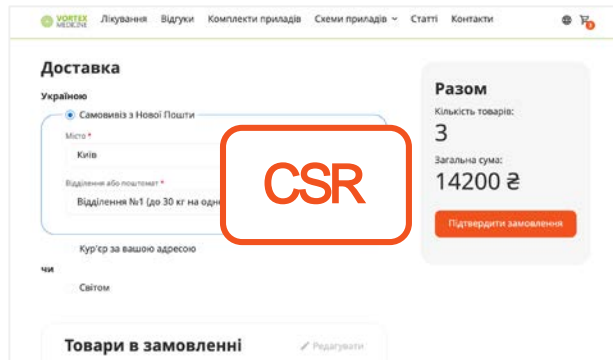 VORTEX
MEDICINE
Лікування Відгуки Комплекти приладів Схеми приладів Статті Контакти
3
Доставка
Україною
Самовивіз з Нової Пошти
Місто *
Київ
Відділення або поштомат *
Відділення №1 (до 30 кг на одне
Кур'єр за вашою адресою
чи
Світом
Товари в замовленні
Редагувати
CSR
Разом
Кількість товарів:
3
Загальна сума:
14200 ₴
Підтвердити замовлення